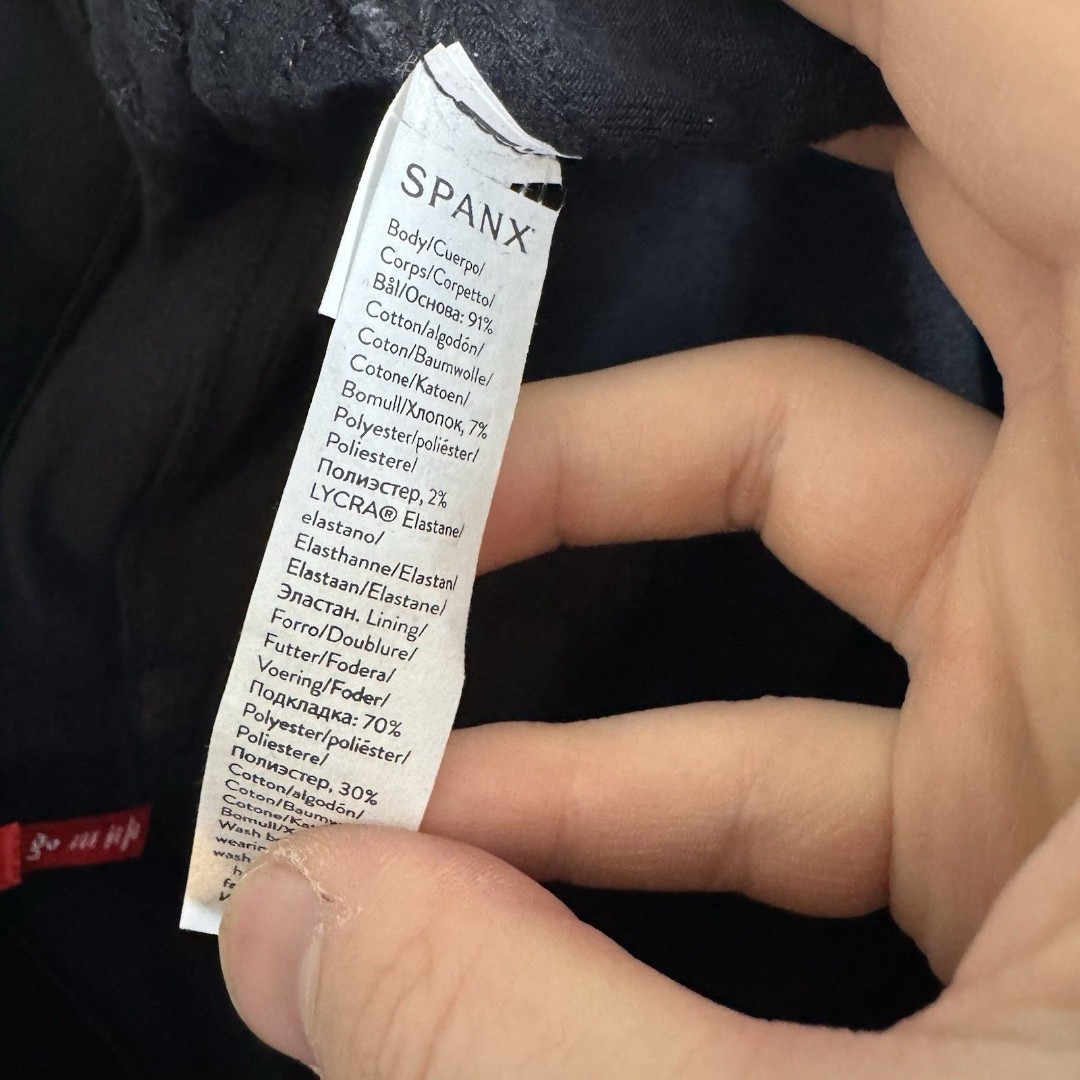 SPANX
Body/Cuerpo/
Corps/Corpetto/
Bål/Основа: 91%
Cotton/algodón/
Coton/Baumwolle/
Cotone/Katoen/
Bomull/Хлопок, 7%
Polyester/poliéster/
Poliestere/
Полиэстер, 2%
LYCRA® Elastane/
elastano/
Elasthanne/Elastan/
Elastaan/Elastane/
Эластан. Lining/
Forro/Doublure/
Futter/Fodera/
Voering/Foder/
Подкладка: 70%
Polyester/poliéster/
Poliestere/
Полиэстер, 30%
Cotton/algodón/
Wash
wash